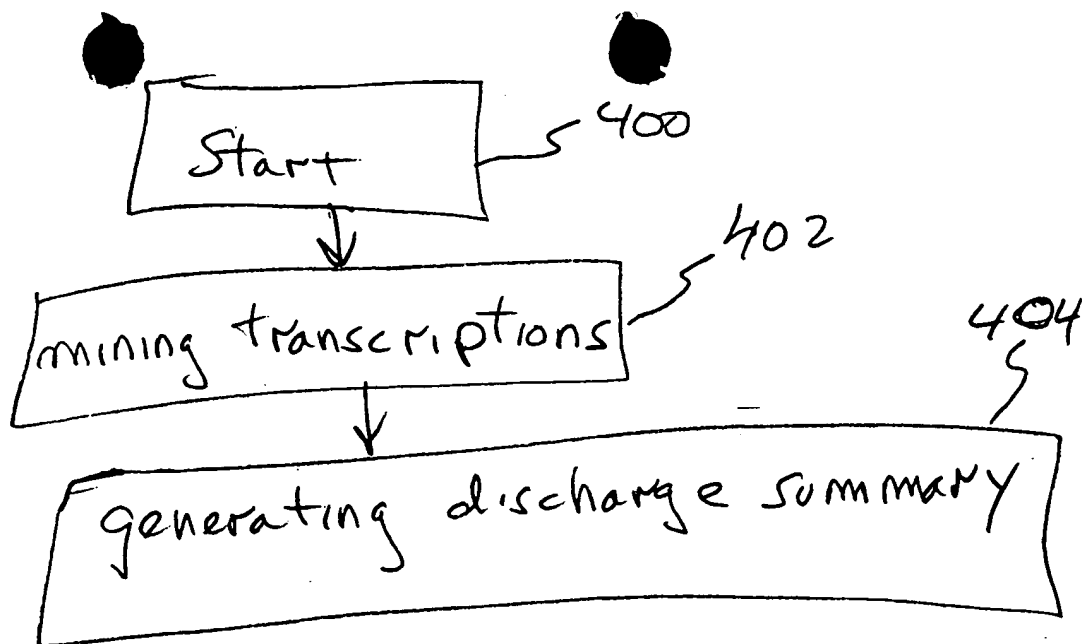 Start
400
402
mining transcriptions
404
generating discharge summary